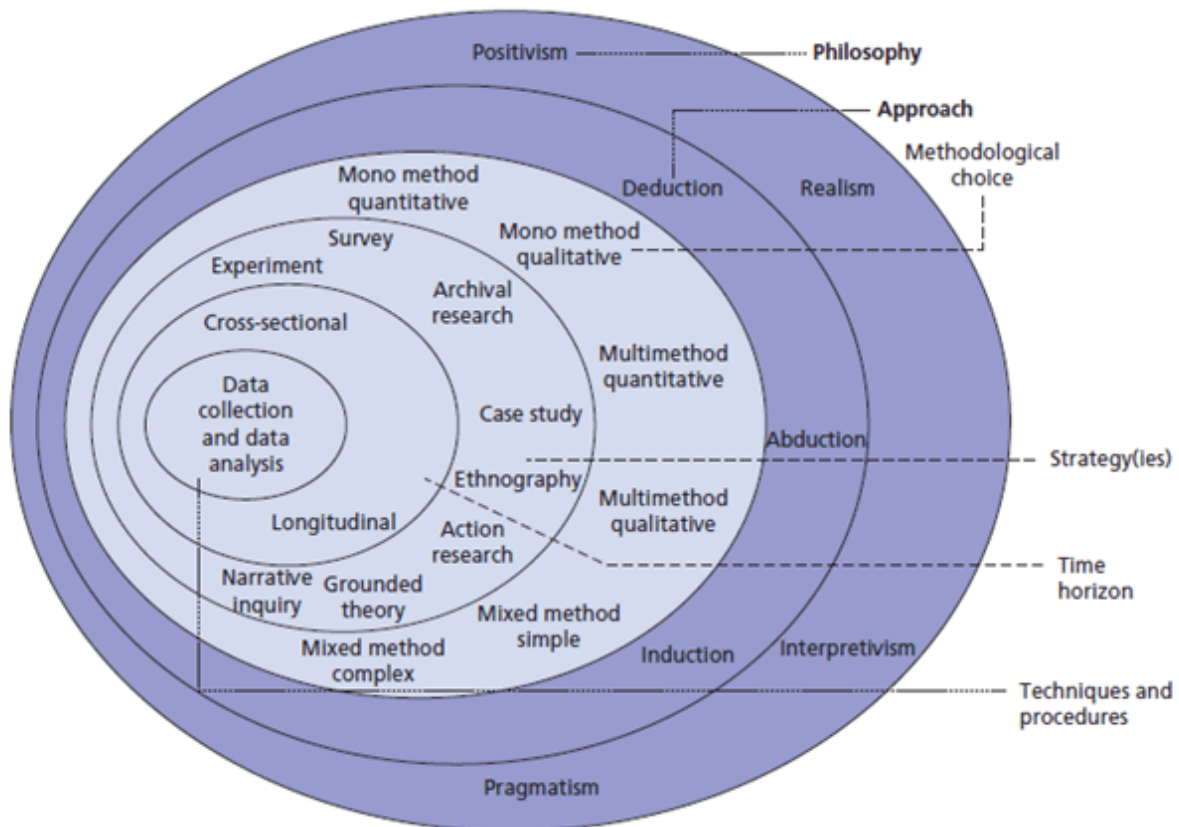 Positivism
Philosophy
Approach
Methodological
choice
Mono method
quantitative
Deduction
Realism
Survey
Mono method
qualitative
Experiment
Archival
research
Cross-sectional
Multimethod
quantitative
Data
collection
and data
analysis
Case study
Abduction
Strategy(ies)
Ethnography
Multimethod
qualitative
Longitudinal
Action
research
Time
horizon
Narrative
inquiry
Grounded
theory
Mixed method
simple
Mixed method
complex
Induction
Interpretivism
Techniques and
procedures
Pragmatism